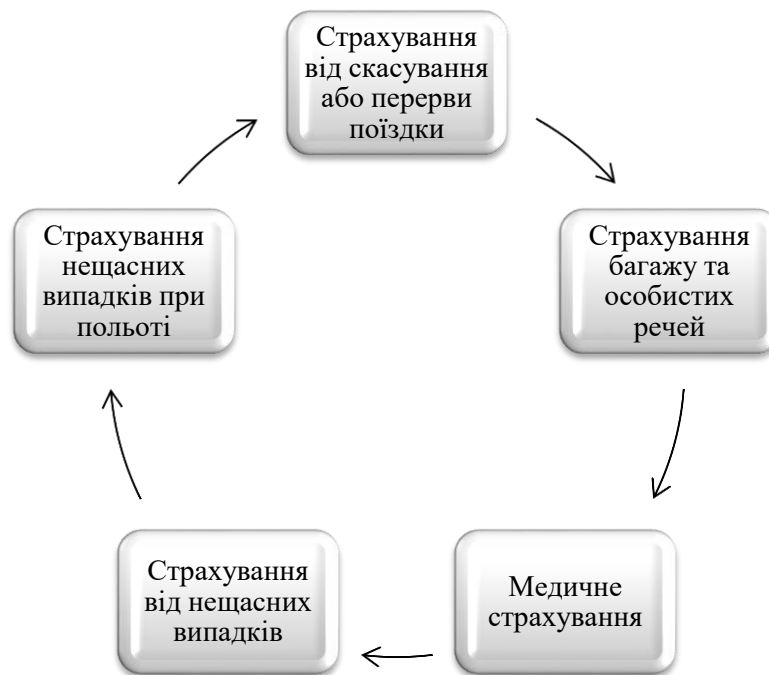 Страхування
від скасування
або перерви
поїздки
Страхування
багажу та
особистих
речей
Медичне
страхування
Страхування
від нещасних
випадків
Страхування
нещасних
випадків при
польоті